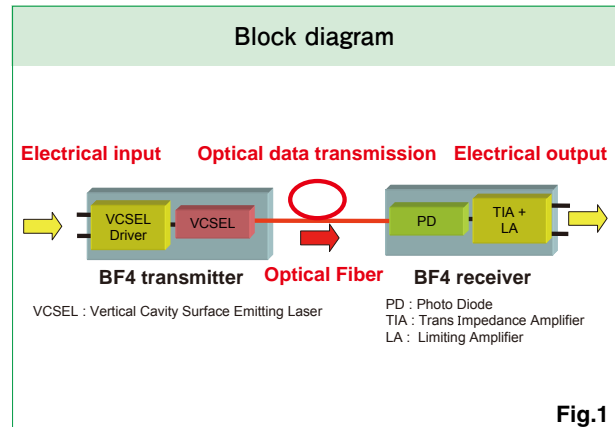 Block diagram
Electrical input
Optical data transmission
Electrical output
VCSEL
Driver
VCSEL
PD
TIA +
LA
BF4 transmitter
Optical Fiber
BF4 receiver
VCSEL : Vertical Cavity Surface Emitting Laser
PD : Photo Diode
TIA : Trans Impedance Amplifier
LA : Limiting Amplifier
Fig.1